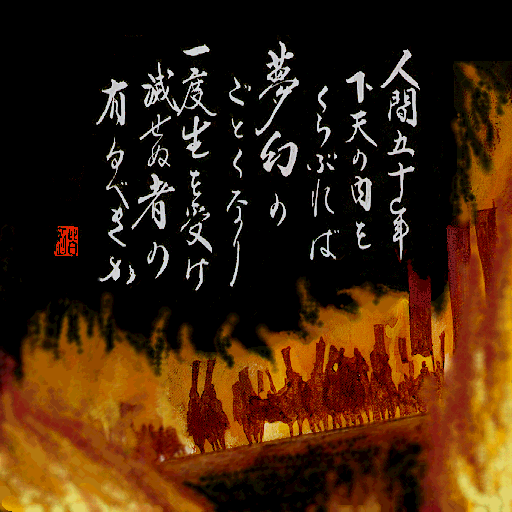 人間五十年
下天の内を
くらぶれば
夢幻の
ごとくなり
一度生を受け
滅せぬ者の
有るべきか